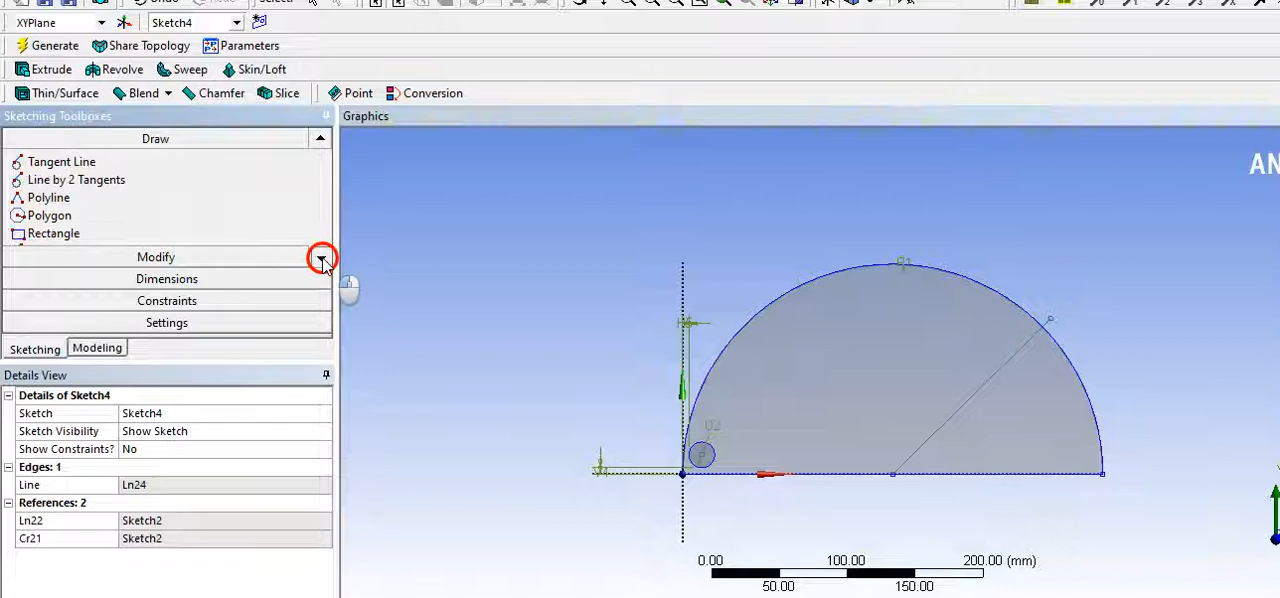 XYPlane Sketch4
Generate Share Topology Parameters
Extrude Revolve Sweep Skin/Loft
Thin/Surface Blend Chamfer Slice Point Conversion
Sketching Toolboxes
Graphics
Draw
Tangent Line
Line by 2 Tangents
Polyline
Polygon
Rectangle
Modify
Dimensions
Constraints
Settings
Sketching Modeling
Details View
Details of Sketch4
Sketch Sketch4
Sketch Visibility Show Sketch
Show Constraints? No
Edges: 1
Line Ln24
References: 2
Ln22 Sketch2
Cr21 Sketch2
AN
0.00 100.00 200.00 (mm)
50.00 150.00